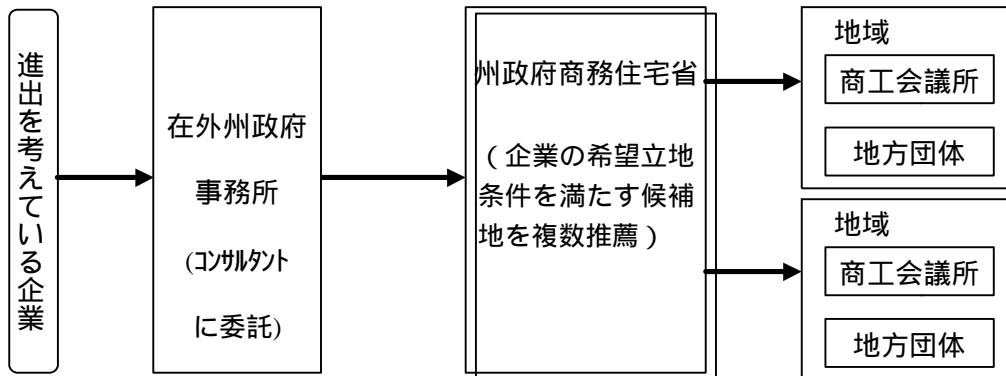 進出を考えている企業
在外州政府
事務所
(ｺﾝｻﾙﾀﾝﾄ
に委託)
州政府商務住宅省
（企業の希望立地
条件を満たす候補
地を複数推薦）
地域
商工会議所
地方団体
地域
商工会議所
地方団体